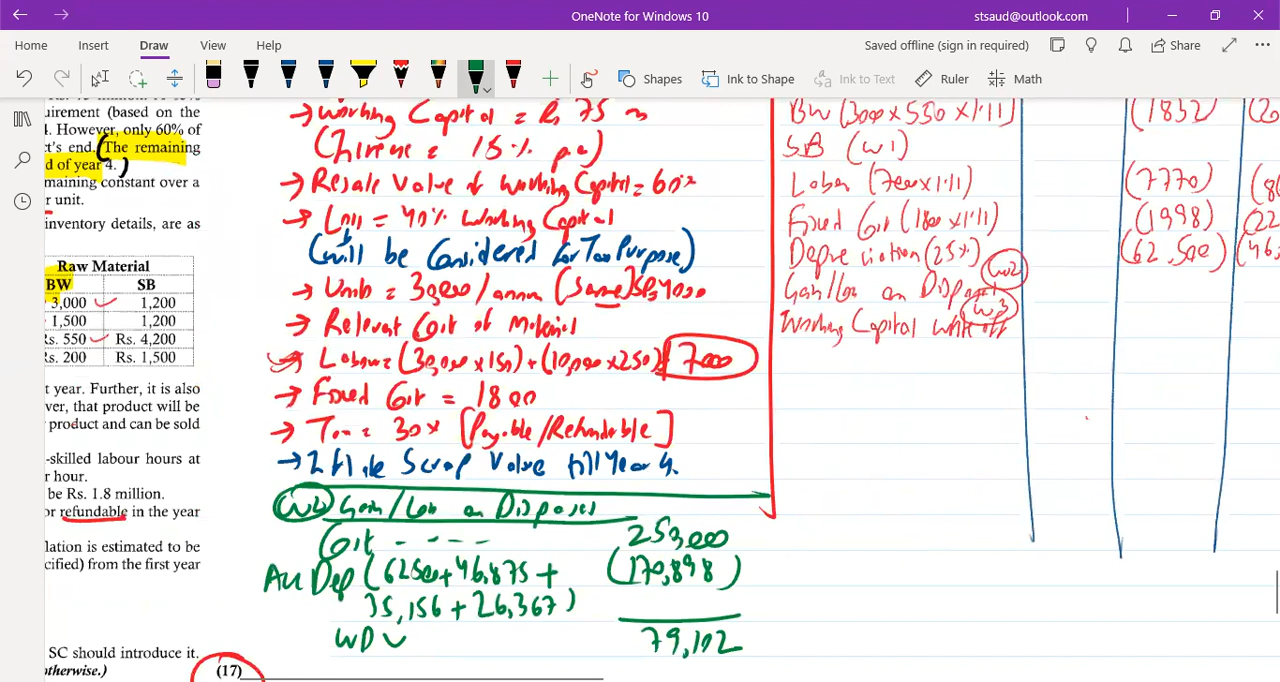 OneNote for Windows 10
stsaud@outlook.com
Home Insert Draw View Help
Saved offline (sign in required)
Share
Shapes
Ink to Shape
Ink to Text
Ruler
Math
uirement (based on the
4. However, only 60% of
ct's end. (The remaining
d of year 4.)
maining constant over a
r unit.
inventory details, are as
Raw Material
BW SB
3,000 1,200
1,500 1,200
Rs. 550 Rs. 4,200
Rs. 200 Rs. 1,500
t year. Further, it is also
ver, that product will be
product and can be sold
-skilled labour hours at
r hour.
be Rs. 1.8 million.
or refundable in the year
lation is estimated to be
cified) from the first year
SC should introduce it.
otherwise.)
(17)
→ Working Capital = Rs 75 m
15% p.a)
→ Resale Value of Working Capital = 60%
→ Loss = 40% Working Capital
(will be Considered for Tax Purpose)
→ Units = 30,000/annum (Same)
→ Relevant Cost of Material
Labour = (30,000 x 150) + (10,000 x 250) 7000
→ Fixed Cost = 1800
→ Tax = 30% [Payable/Refundable]
→ Scrap Value till Year 4.
W2 Gain/Loss on Disposal
Cost - - - - 253,000
Acc Dep (62500 + 46,875 + (170,898)
35,156 + 26,367)
WDV 79,102
BW (3000 x 550 x 1.11) (1832)
SB (W1)
Labour (7000 x 1.11) (7770)
Fixed Cost (1800 x 1.11) (1998)
Depreciation (25%) (62,500) (46,
Gain/Loss on Disposal W2
Working Capital write off W3